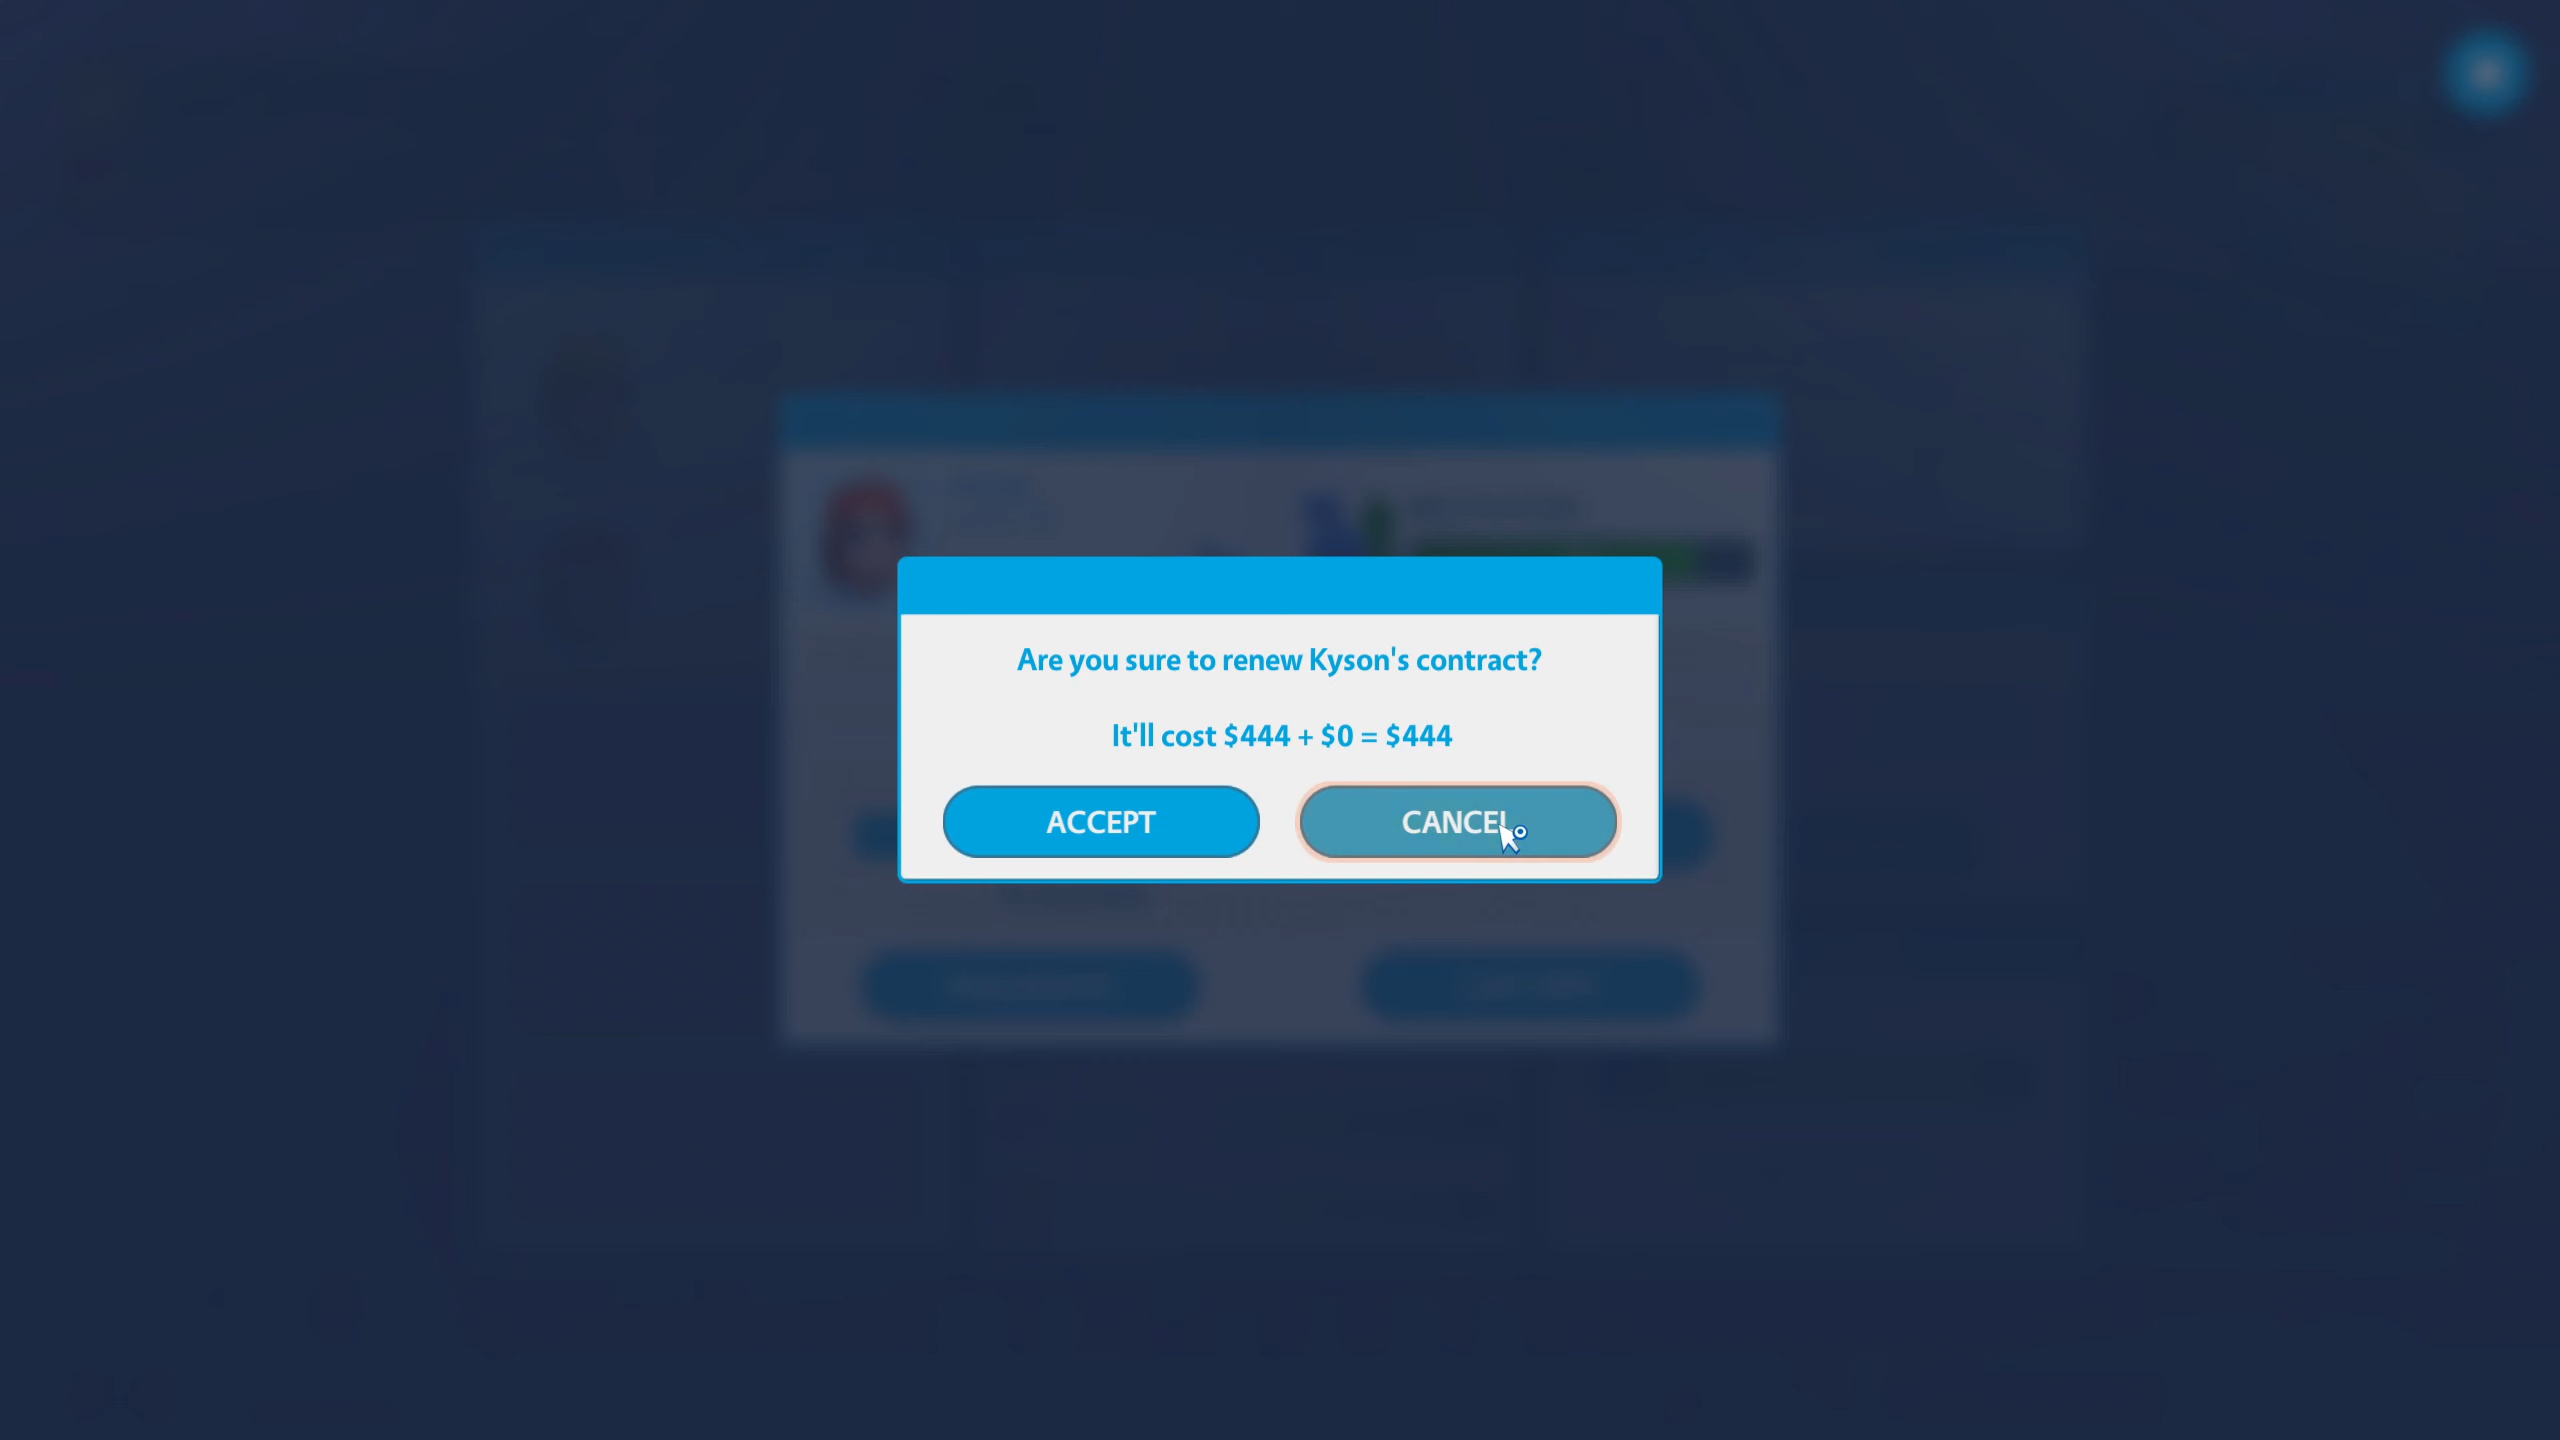 Are you sure to renew Kyson's contract?
It'll cost $444 + $0 = $444
ACCEPT
CANCEL